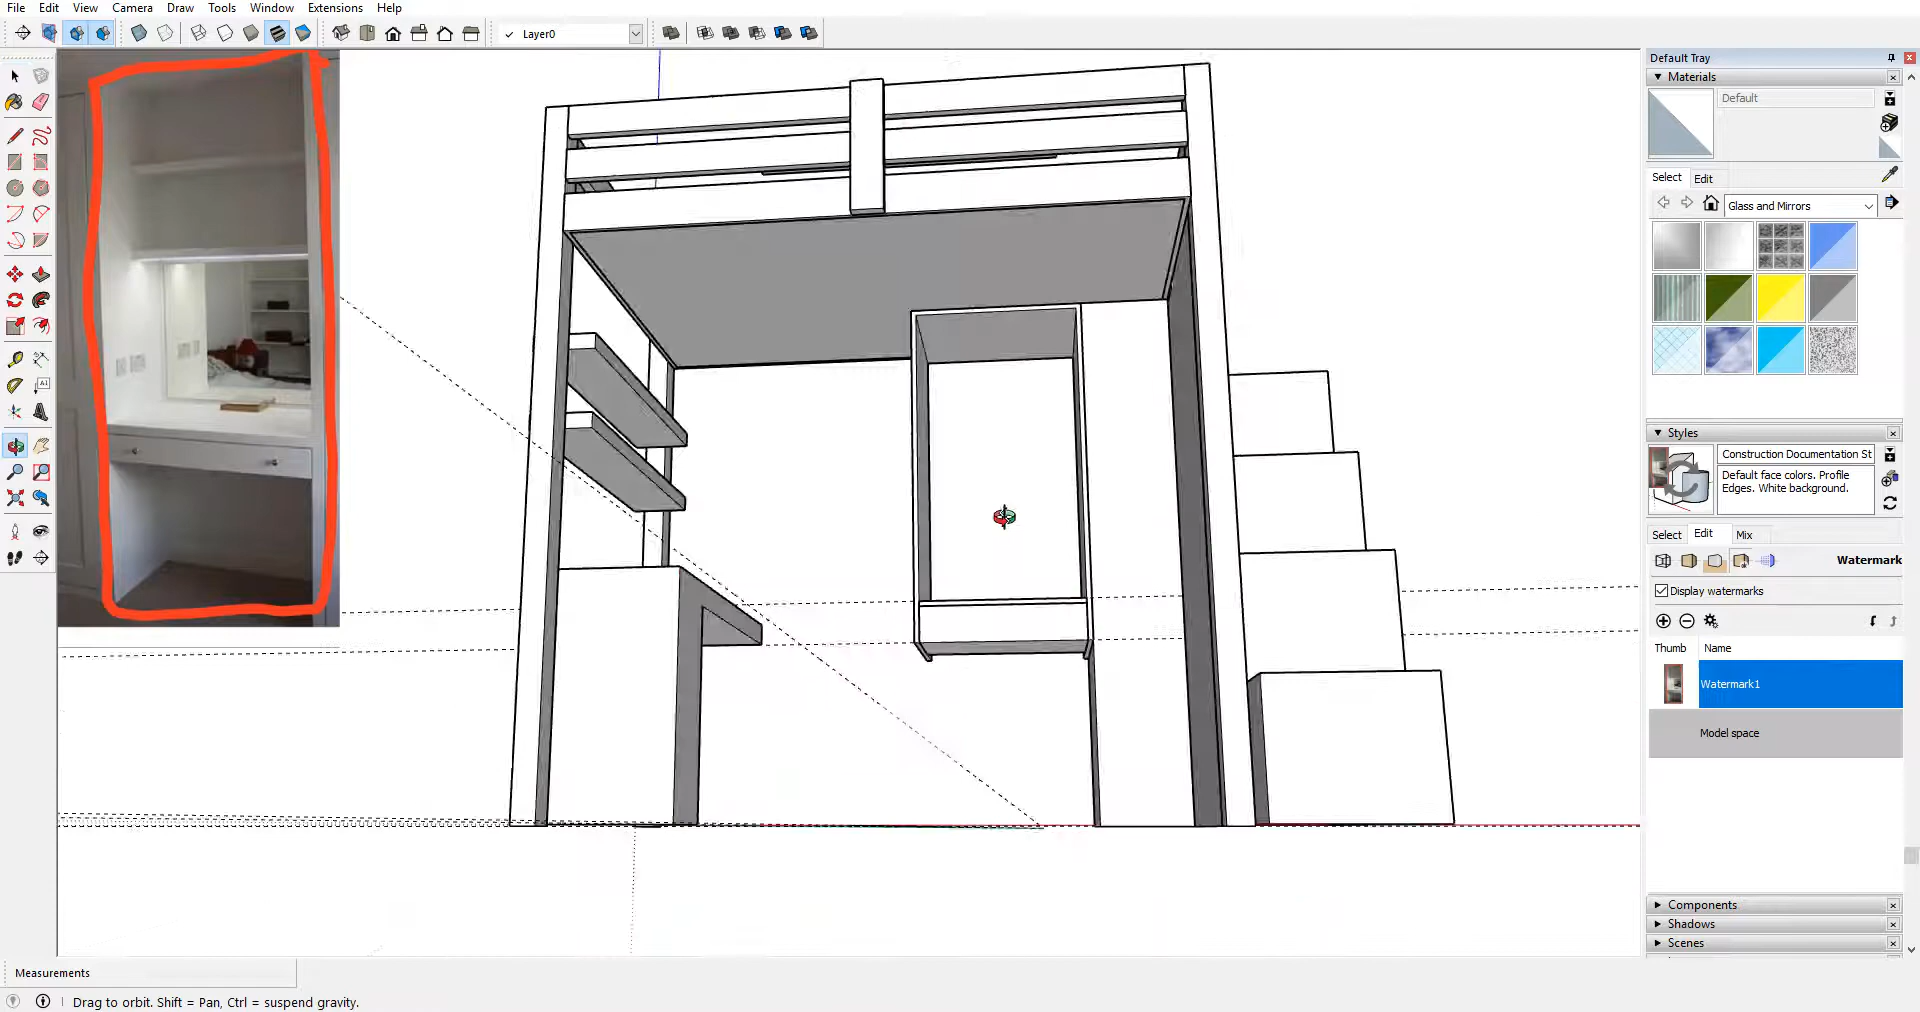 File Edit View Camera Draw Tools Window Extensions Help
Layer0
Default Tray
Materials
Default
Select Edit
Glass and Mirrors
Styles
Construction Documentation St
Default face colors. Profile
Edges. White background.
Select Edit Mix
Watermark
Display watermarks
Thumb Name
Watermark1
Model space
Components
Shadows
Scenes
Measurements
Drag to orbit. Shift = Pan, Ctrl = suspend gravity.